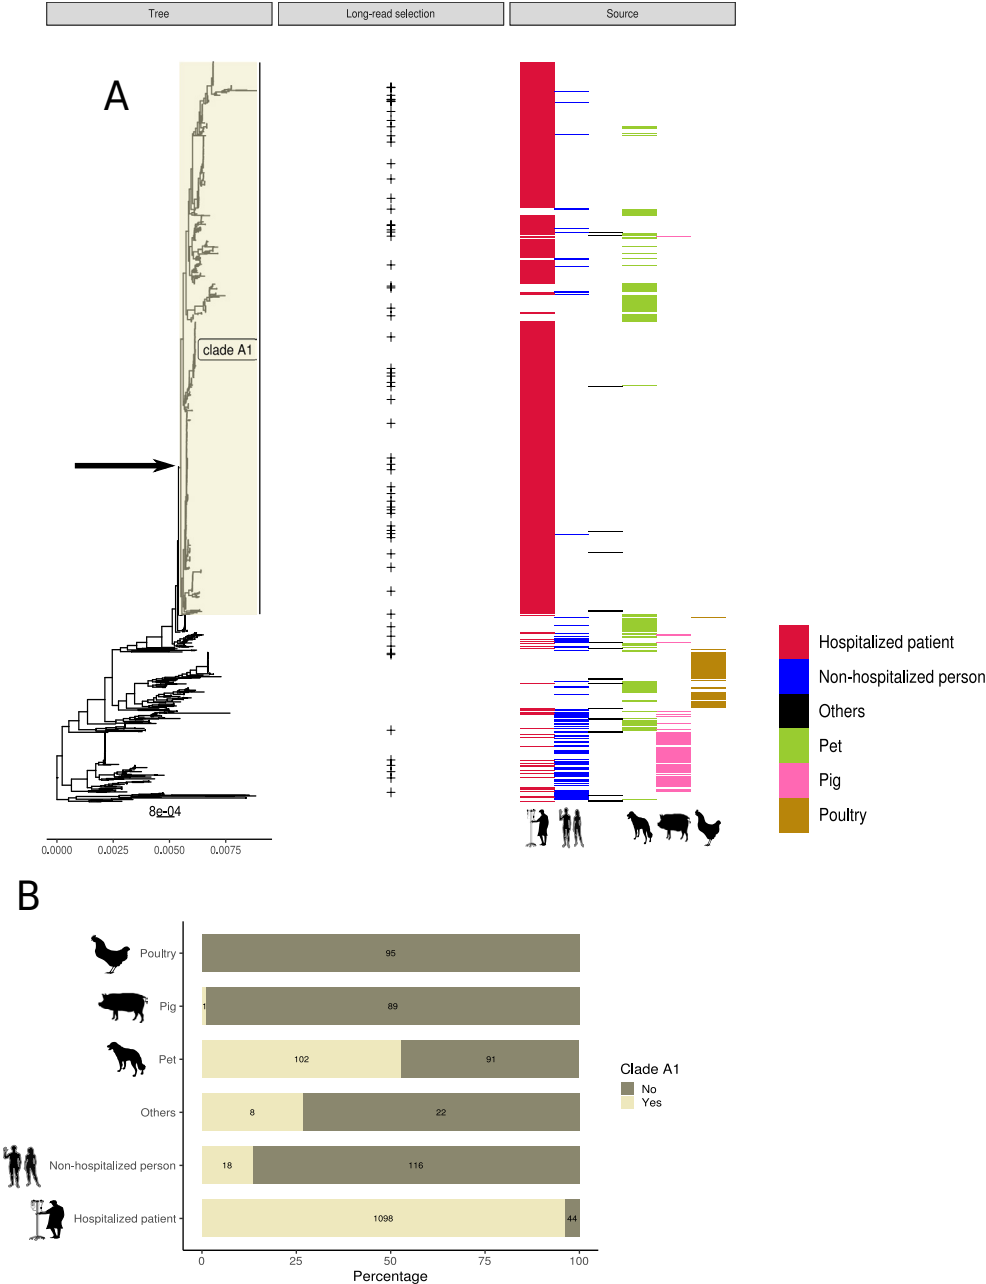 Tree
Long-read selection
Source
A
clade A1
8e-04
0.0000 0.0025 0.0050 0.0075
Hospitalized patient
Non-hospitalized person
Others
Pet
Pig
Poultry
B
Poultry
95
Pig
1
89
Pet
102
91
Others
8
22
Non-hospitalized person
18
116
Hospitalized patient
1098
44
Clade A1
No
Yes
0 25 50 75 100
Percentage